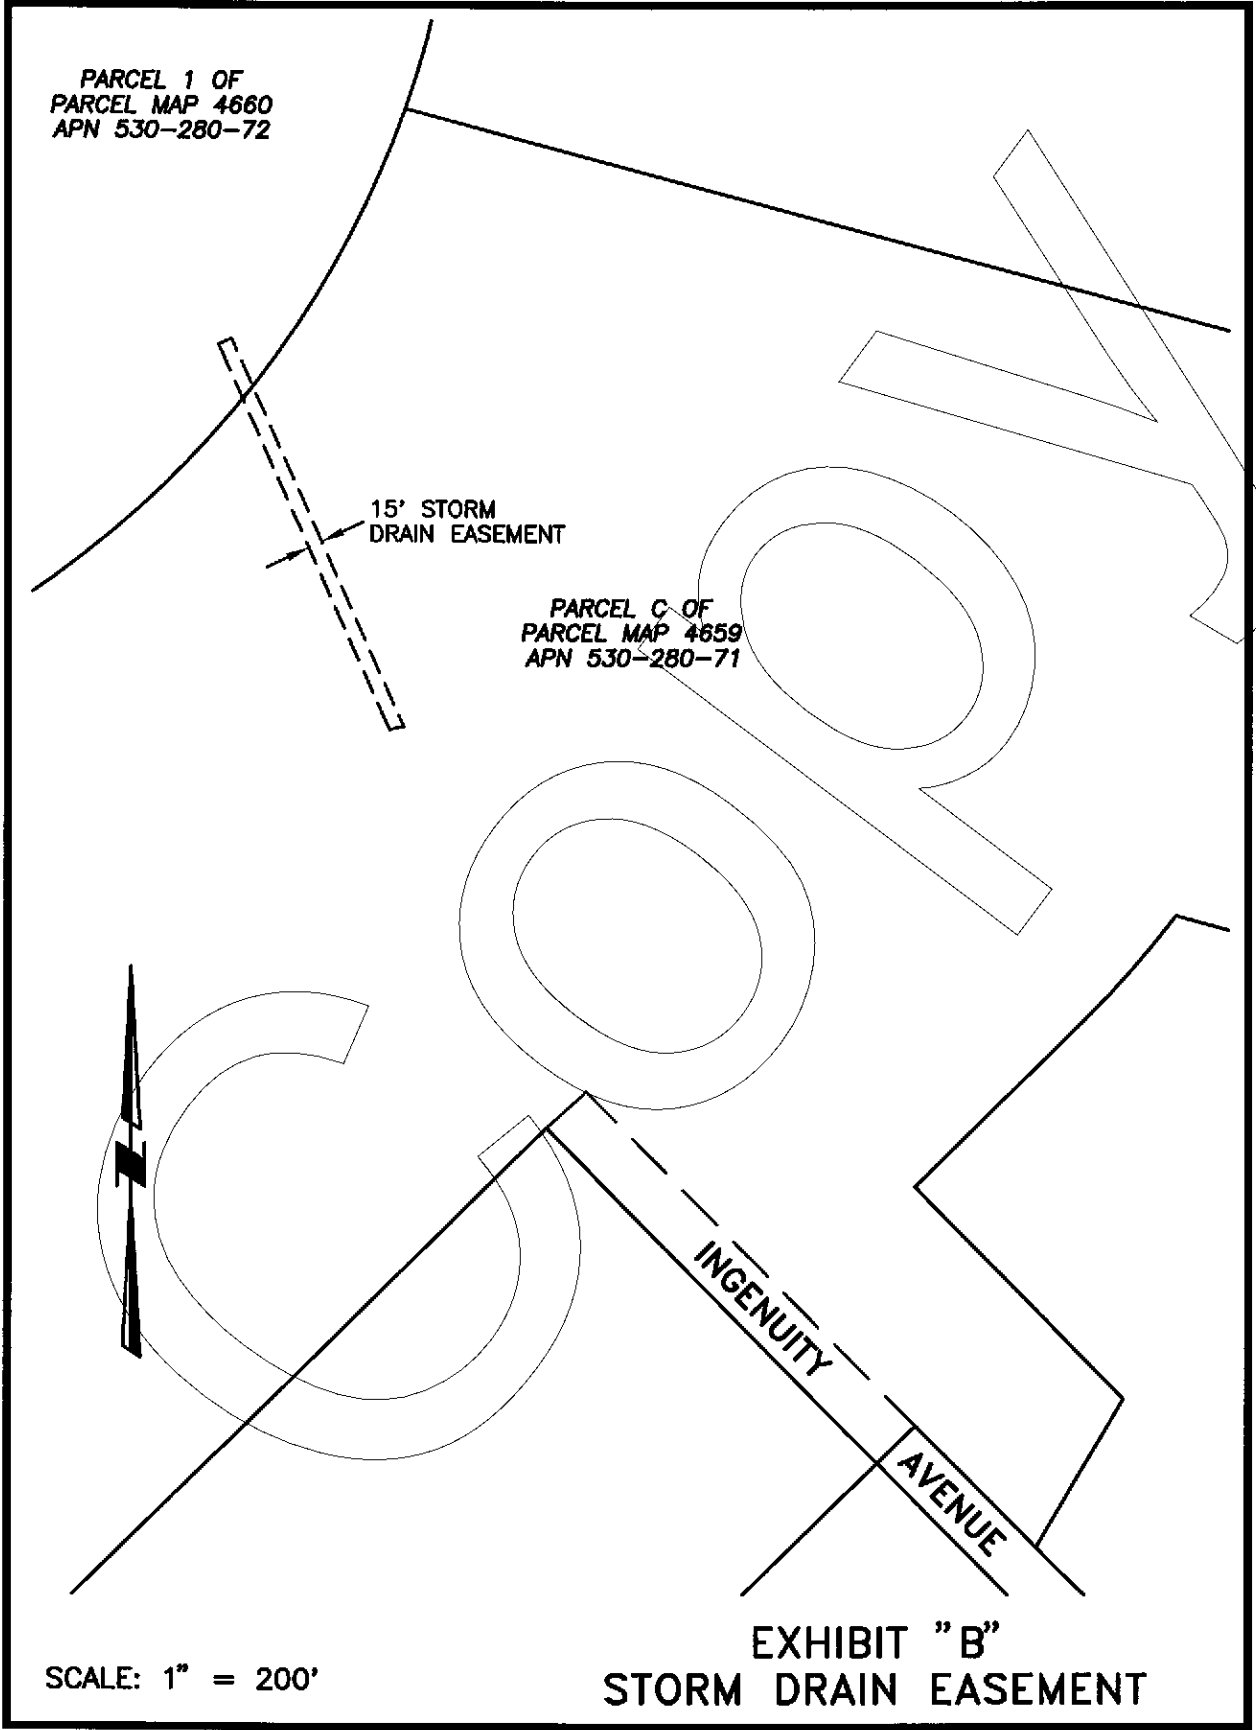 PARCEL 1 OF
PARCEL MAP 4660
APN 530-280-72
15' STORM
DRAIN EASEMENT
PARCEL C OF
PARCEL MAP 4659
APN 530-280-71
Copy
N
INGENUITY
AVENUE
EXHIBIT "B"
STORM DRAIN EASEMENT
SCALE: 1" = 200'